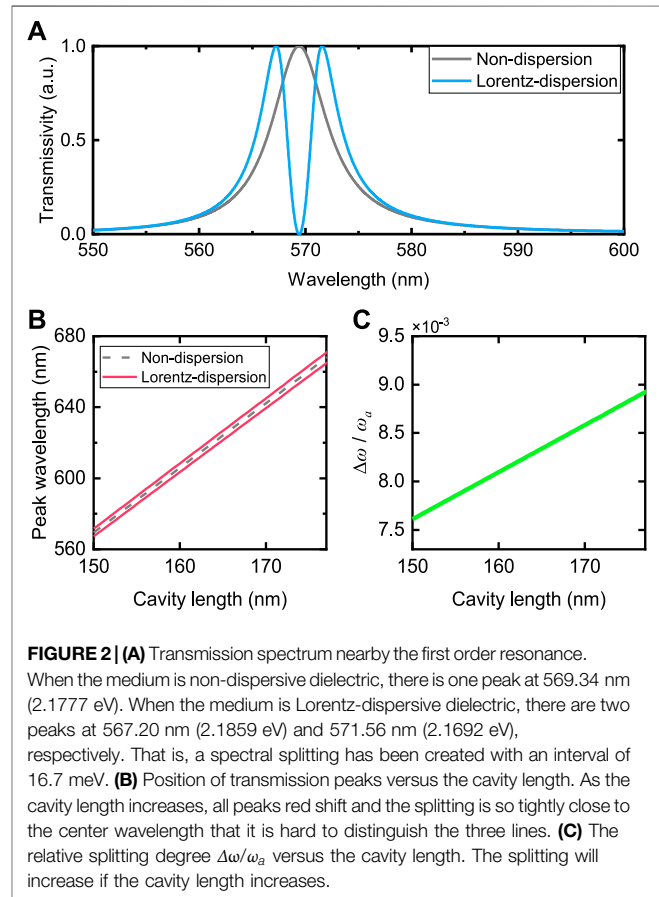 A
1.0
0.5
0.0
Transmissivity (a.u.)
Non-dispersion
Lorentz-dispersion
550 560 570 580 590 600
Wavelength (nm)
B
680
640
600
560
Peak wavelength (nm)
Non-dispersion
Lorentz-dispersion
150 160 170
Cavity length (nm)
C
×10⁻³
9.5
9.0
8.0
7.5
Δω / ωₐ
150 160 170
Cavity length (nm)
FIGURE 2 | (A) Transmission spectrum nearby the first order resonance.
When the medium is non-dispersive dielectric, there is one peak at 569.34 nm
(2.1777 eV). When the medium is Lorentz-dispersive dielectric, there are two
peaks at 567.20 nm (2.1859 eV) and 571.56 nm (2.1692 eV),
respectively. That is, a spectral splitting has been created with an interval of
16.7 meV. (B) Position of transmission peaks versus the cavity length. As the
cavity length increases, all peaks red shift and the splitting is so tightly close to
the center wavelength that it is hard to distinguish the three lines. (C) The
relative splitting degree Δω/ωₐ versus the cavity length. The splitting will
increase if the cavity length increases.